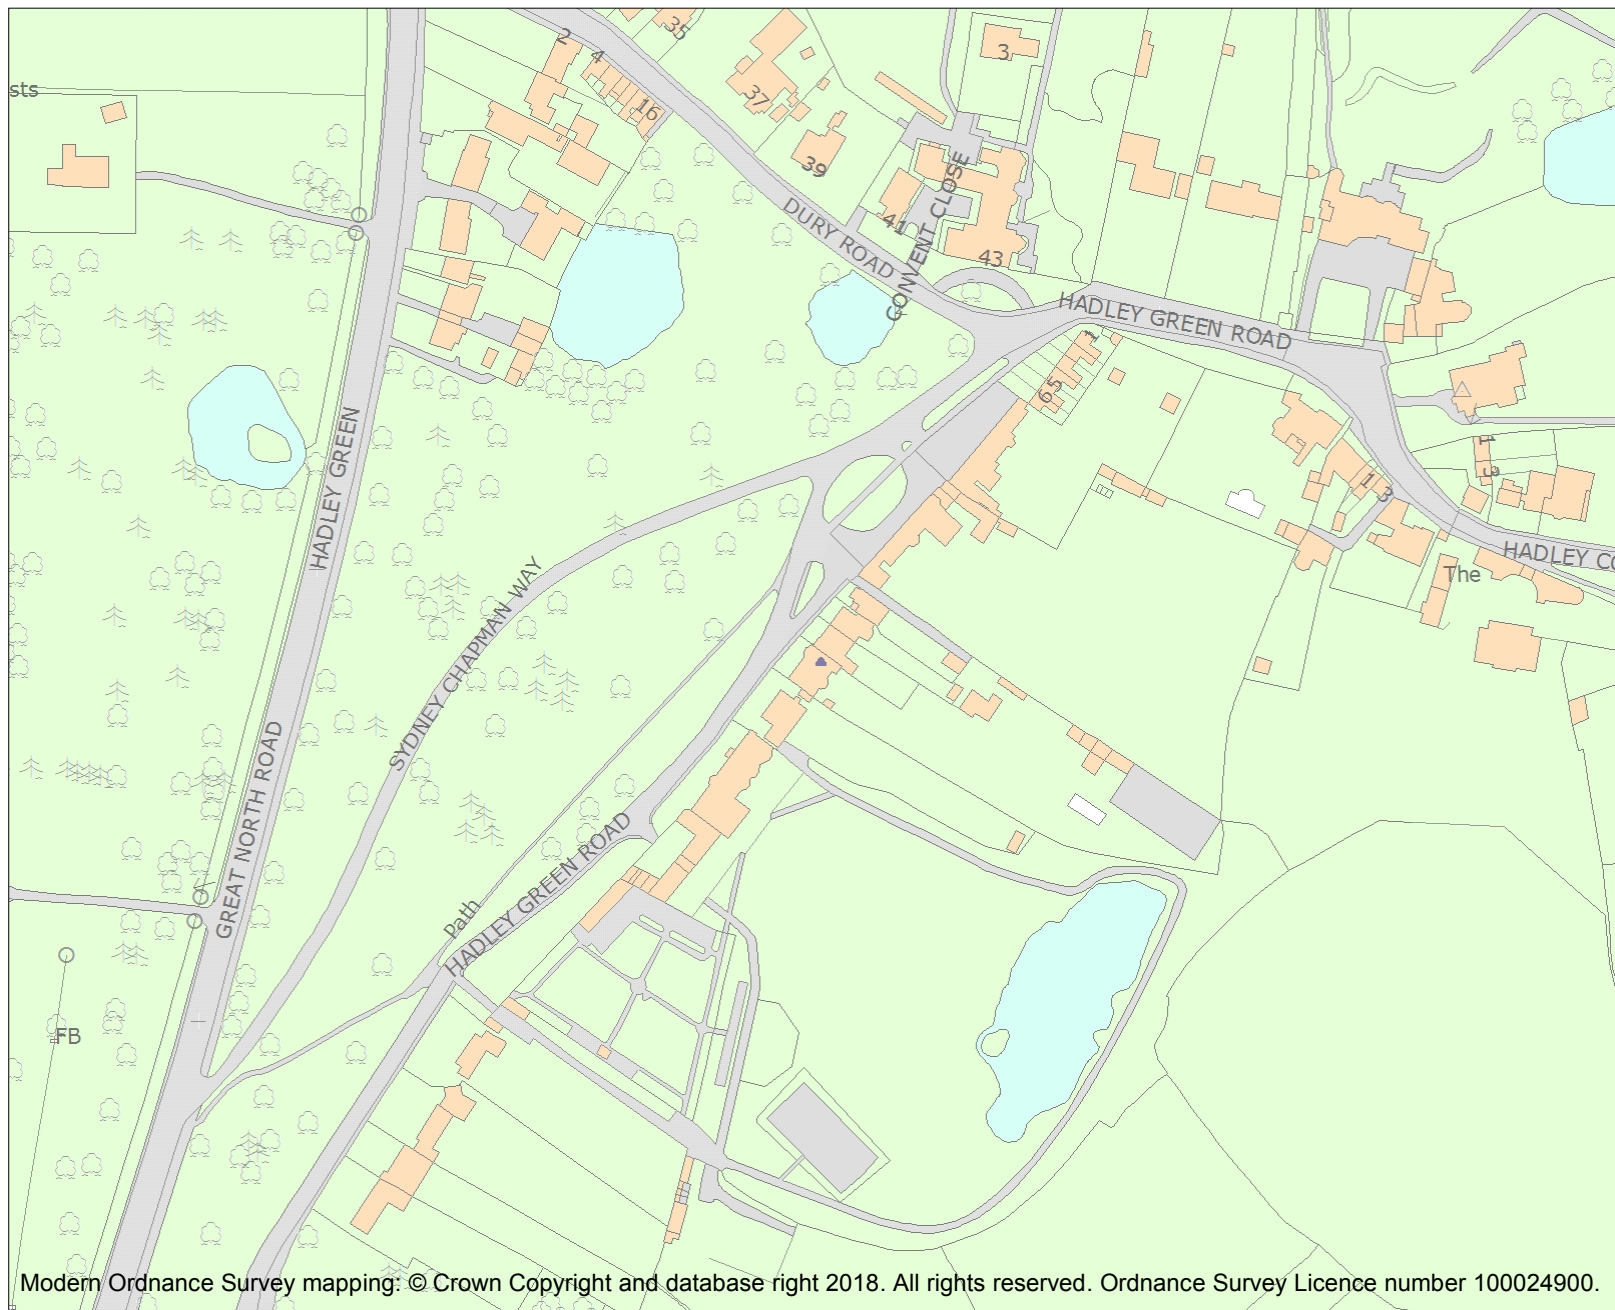 35
2
4
3
sts
37
16
39
CONVENT CLOSE
41
DURY ROAD
43
HADLEY GREEN ROAD
1
65
HADLEY GREEN
1
3
1 3
HADLEY CO
The
SYDNEY CHAPMAN WAY
GREAT NORTH ROAD
HADLEY GREEN ROAD
Path
FB
Modern Ordnance Survey mapping: © Crown Copyright and database right 2018. All rights reserved. Ordnance Survey Licence number 100024900.